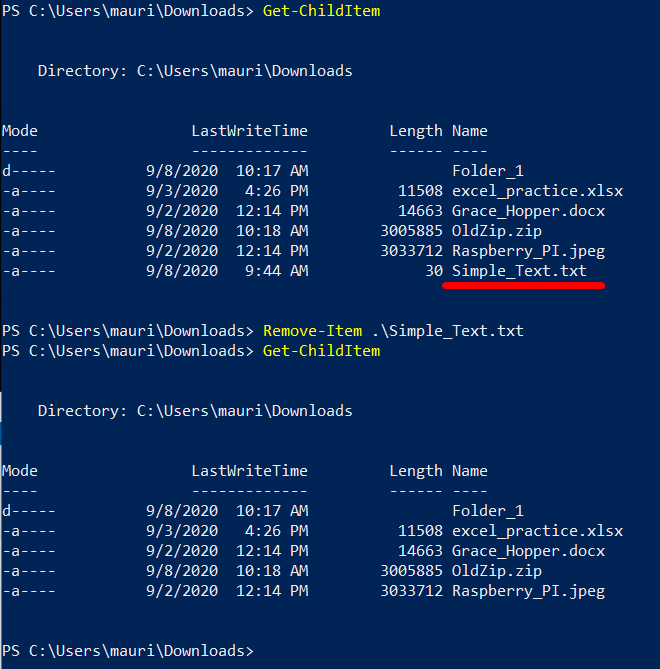 PS C:\Users\mauri\Downloads> Get-ChildItem
Directory: C:\Users\mauri\Downloads
Mode LastWriteTime Length Name
---- ------------- ------ ----
d----- 9/8/2020 10:17 AM Folder_1
-a---- 9/3/2020 4:26 PM 11508 excel_practice.xlsx
-a---- 9/2/2020 12:14 PM 14663 Grace_Hopper.docx
-a---- 9/8/2020 10:18 AM 3005885 OldZip.zip
-a---- 9/2/2020 12:14 PM 3033712 Raspberry_PI.jpeg
-a---- 9/8/2020 9:44 AM 30 Simple_Text.txt
PS C:\Users\mauri\Downloads> Remove-Item .\Simple_Text.txt
PS C:\Users\mauri\Downloads> Get-ChildItem
Directory: C:\Users\mauri\Downloads
Mode LastWriteTime Length Name
---- ------------- ------ ----
d----- 9/8/2020 10:17 AM Folder_1
-a---- 9/3/2020 4:26 PM 11508 excel_practice.xlsx
-a---- 9/2/2020 12:14 PM 14663 Grace_Hopper.docx
-a---- 9/8/2020 10:18 AM 3005885 OldZip.zip
-a---- 9/2/2020 12:14 PM 3033712 Raspberry_PI.jpeg
PS C:\Users\mauri\Downloads>